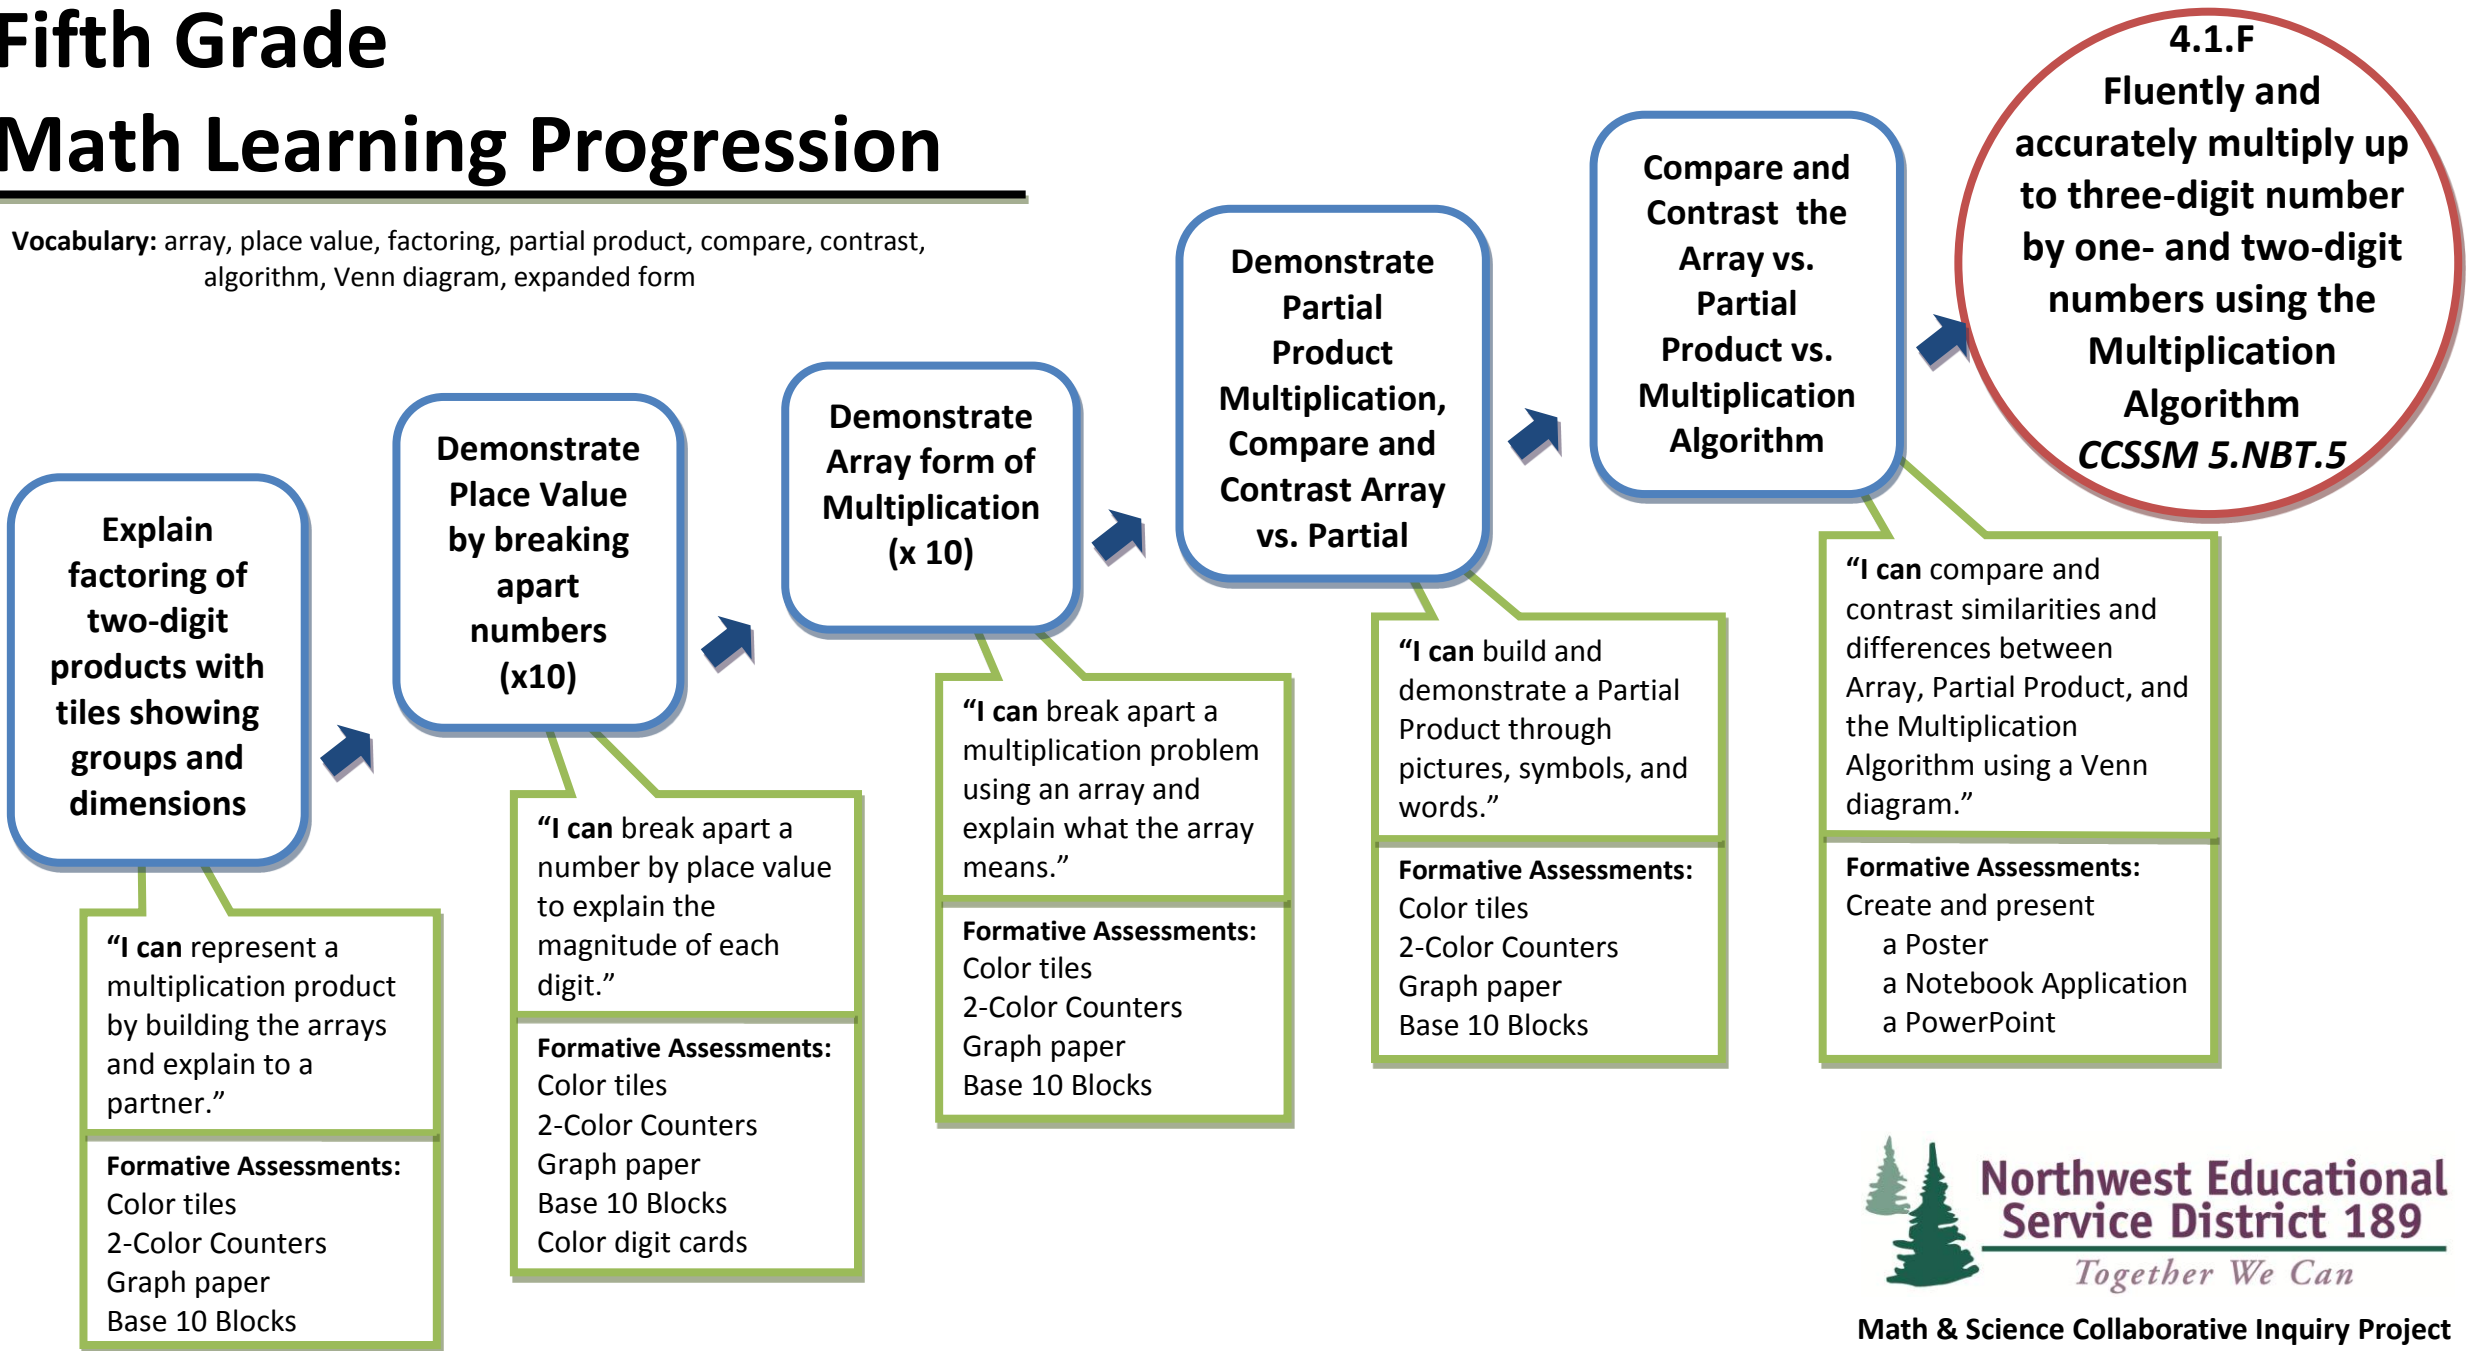 Fifth Grade
Math Learning Progression
Vocabulary: array, place value, factoring, partial product, compare, contrast,
algorithm, Venn diagram, expanded form
Explain
factoring of
two-digit
products with
tiles showing
groups and
dimensions
"I can represent a
multiplication product
by building the arrays
and explain to a
partner."
Formative Assessments:
Color tiles
2-Color Counters
Graph paper
Base 10 Blocks
Demonstrate
Place Value
by breaking
apart
numbers
(x10)
"I can break apart a
number by place value
to explain the
magnitude of each
digit."
Formative Assessments:
Color tiles
2-Color Counters
Graph paper
Base 10 Blocks
Color digit cards
Demonstrate
Array form of
Multiplication
(x 10)
"I can break apart a
multiplication problem
using an array and
explain what the array
means."
Formative Assessments:
Color tiles
2-Color Counters
Graph paper
Base 10 Blocks
Demonstrate
Partial
Product
Multiplication,
Compare and
Contrast Array
vs. Partial
"I can build and
demonstrate a Partial
Product through
pictures, symbols, and
words."
Formative Assessments:
Color tiles
2-Color Counters
Graph paper
Base 10 Blocks
Compare and
Contrast the
Array vs.
Partial
Product vs.
Multiplication
Algorithm
"I can compare and
contrast similarities and
differences between
Array, Partial Product, and
the Multiplication
Algorithm using a Venn
diagram."
Formative Assessments:
Create and present
a Poster
a Notebook Application
a PowerPoint
4.1.F
Fluently and
accurately multiply up
to three-digit number
by one- and two-digit
numbers using the
Multiplication
Algorithm
CCSSM 5.NBT.5
Northwest Educational
Service District 189
Together We Can
Math & Science Collaborative Inquiry Project